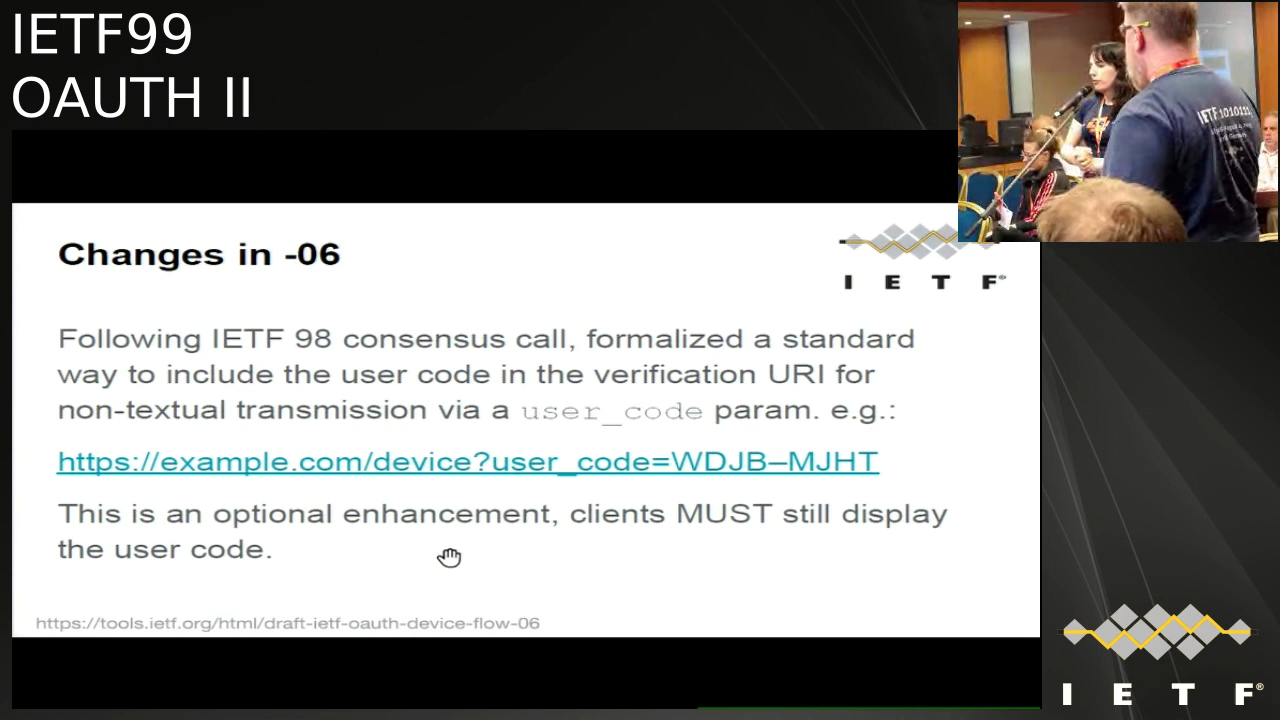 IETF99
OAUTH II
IETF 1010111
Changes in -06
I E T F®
Following IETF 98 consensus call, formalized a standard
way to include the user code in the verification URI for
non-textual transmission via a user_code param. e.g.:
https://example.com/device?user_code=WDJB–MJHT
This is an optional enhancement, clients MUST still display
the user code.
https://tools.ietf.org/html/draft-ietf-oauth-device-flow-06
I E T F®